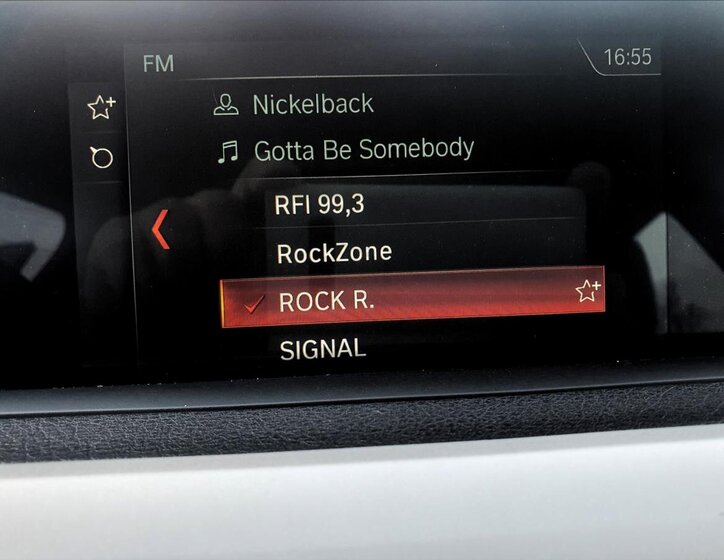 FM 16:55
Nickelback
Gotta Be Somebody
RFI 99,3
RockZone
ROCK R.
SIGNAL